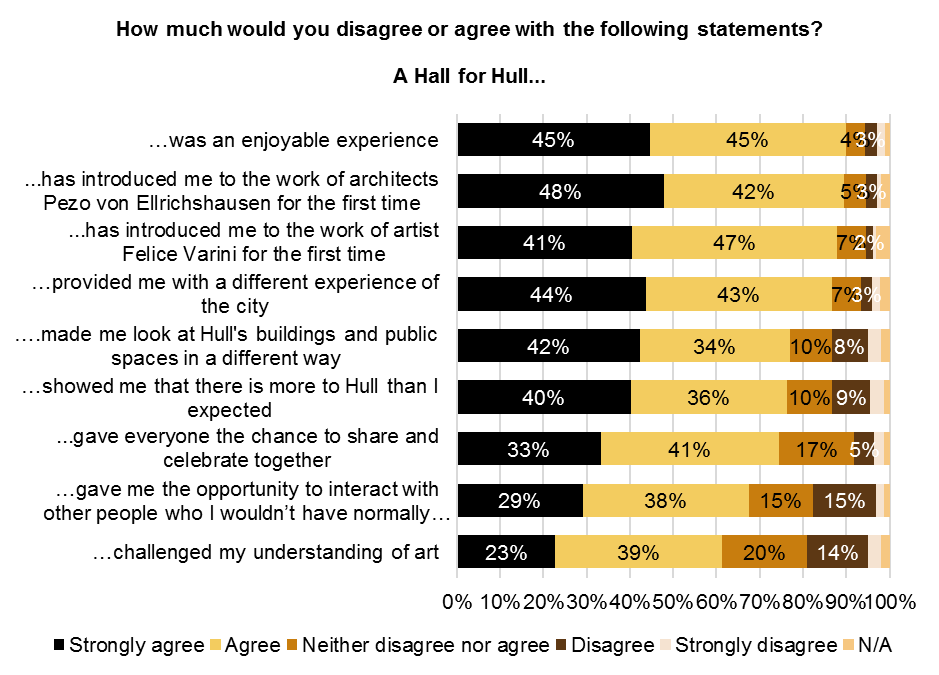 How much would you disagree or agree with the following statements?
A Hall for Hull...
…was an enjoyable experience
45% 45% 4% 3%
...has introduced me to the work of architects
Pezo von Ellrichshausen for the first time
48% 42% 5% 3%
...has introduced me to the work of artist
Felice Varini for the first time
41% 47% 7% 2%
…provided me with a different experience of
the city
44% 43% 7% 3%
….made me look at Hull's buildings and public
spaces in a different way
42% 34% 10% 8%
…showed me that there is more to Hull than I
expected
40% 36% 10% 9%
...gave everyone the chance to share and
celebrate together
33% 41% 17% 5%
…gave me the opportunity to interact with
other people who I wouldn’t have normally…
29% 38% 15% 15%
…challenged my understanding of art
23% 39% 20% 14%
0% 10% 20% 30% 40% 50% 60% 70% 80% 90% 100%
Strongly agree Agree Neither disagree nor agree Disagree Strongly disagree N/A